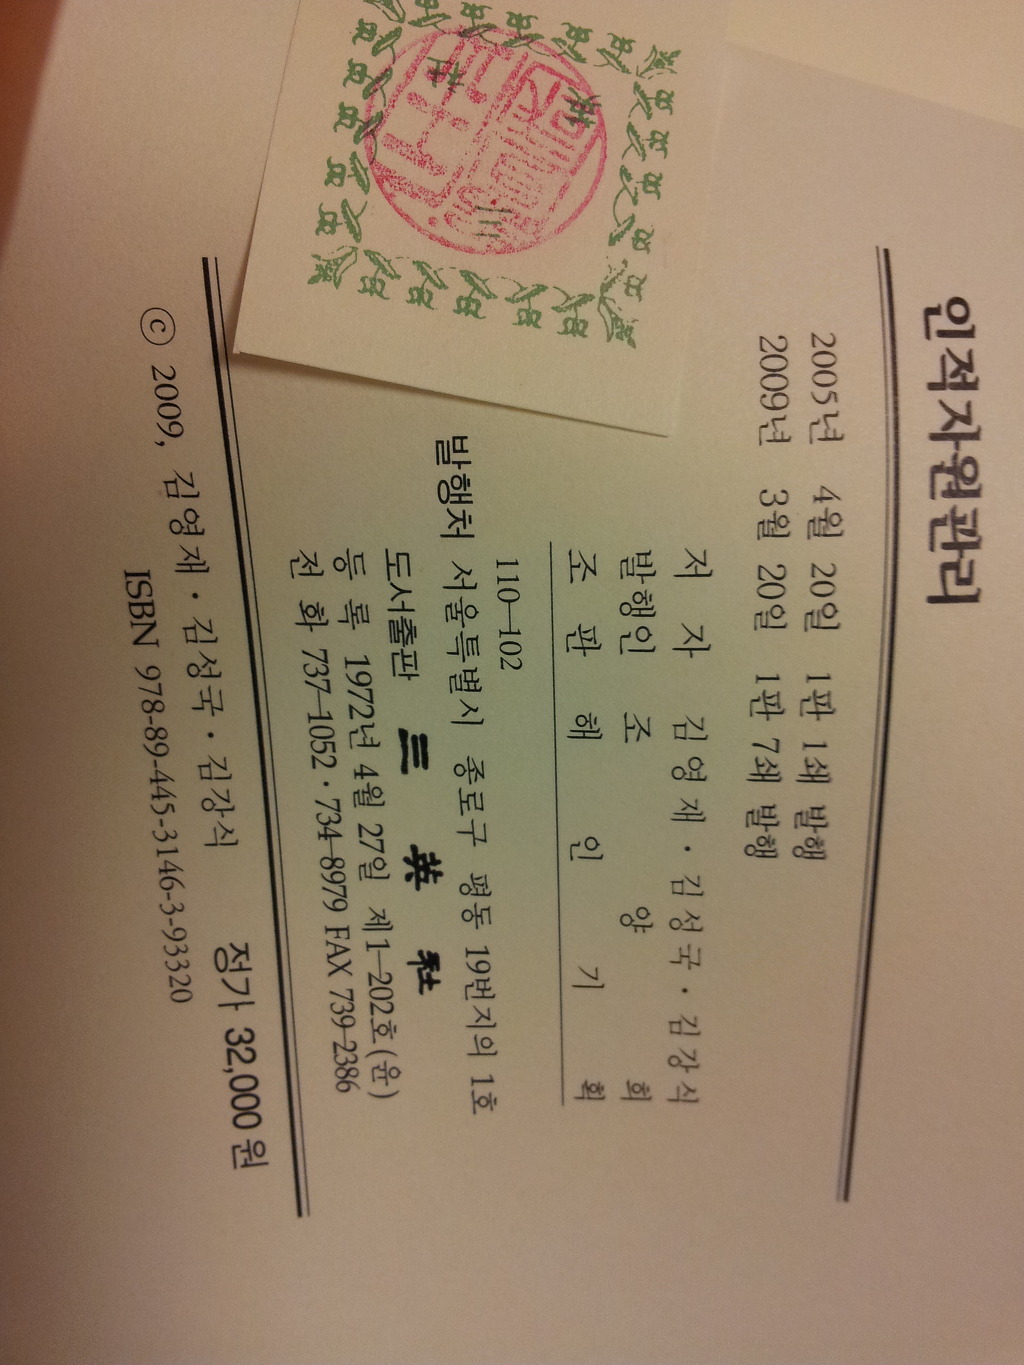 인적자원관리
2005년 4월 20일 1판 1쇄 발행
2009년 3월 20일 1판 7쇄 발행
저 자 김영재·김성국·김강식
발행인 조 양 희
조 판 해 인 기 획
110-102
발행처 서울특별시 종로구 평동 19번지의 1호
도서출판 三 英 社
등 록 1972년 4월 27일 제1-202호(윤)
전 화 737-1052·734-8979 FAX 739-2386
정가 32,000원
ⓒ 2009, 김영재·김성국·김강식
ISBN 978-89-445-3146-3-93320